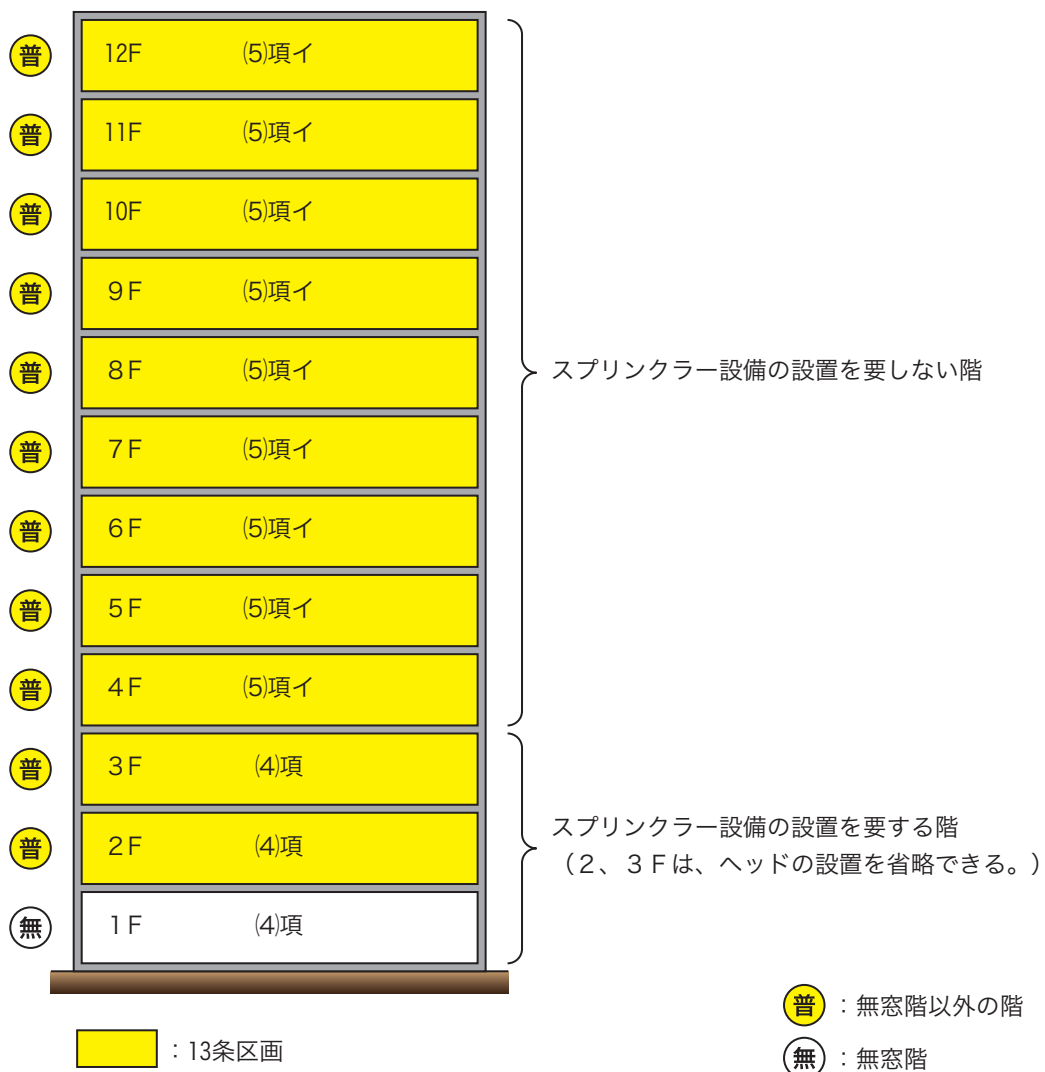 普 12F ⑸項イ
普 11F ⑸項イ
普 10F ⑸項イ
普 9F ⑸項イ
普 8F ⑸項イ
スプリンクラー設備の設置を要しない階
普 7F ⑸項イ
普 6F ⑸項イ
普 5F ⑸項イ
普 4F ⑸項イ
普 3F ⑷項
普 2F ⑷項
スプリンクラー設備の設置を要する階
（2、3Fは、ヘッドの設置を省略できる。）
無 1F ⑷項
普：無窓階以外の階
：13条区画
無：無窓階